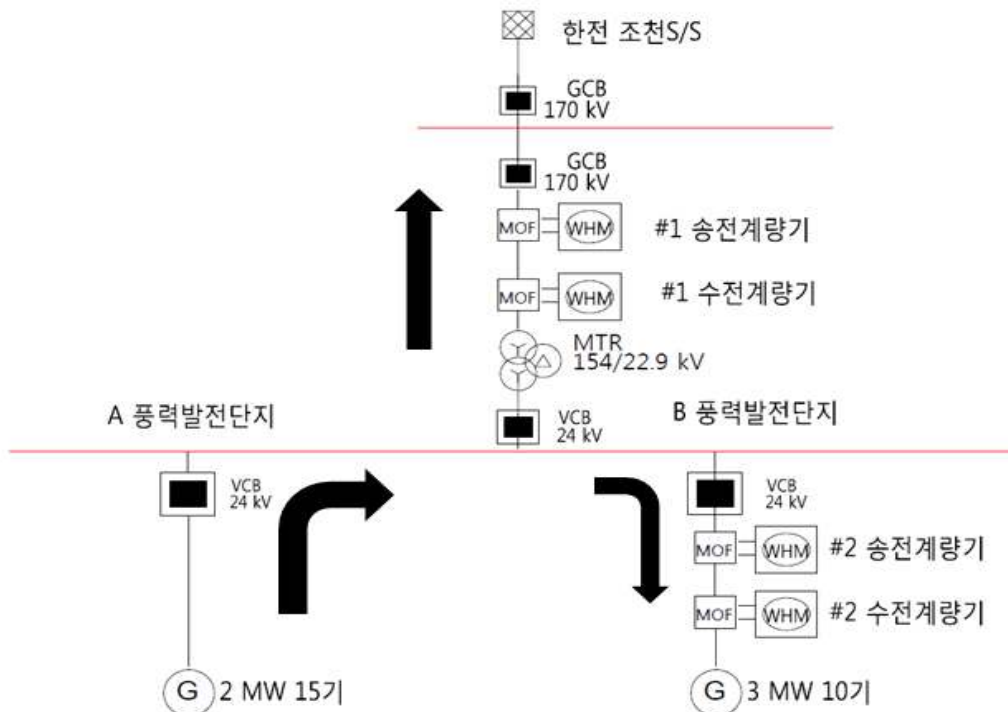 한전 조천S/S
GCB
170 kV
GCB
170 kV
MOF
WHM
#1 송전계량기
MOF
WHM
#1 수전계량기
MTR
154/22.9 kV
A 풍력발전단지
VCB
24 kV
B 풍력발전단지
VCB
24 kV
VCB
24 kV
MOF
WHM
#2 송전계량기
MOF
WHM
#2 수전계량기
G
2 MW 15기
G
3 MW 10기